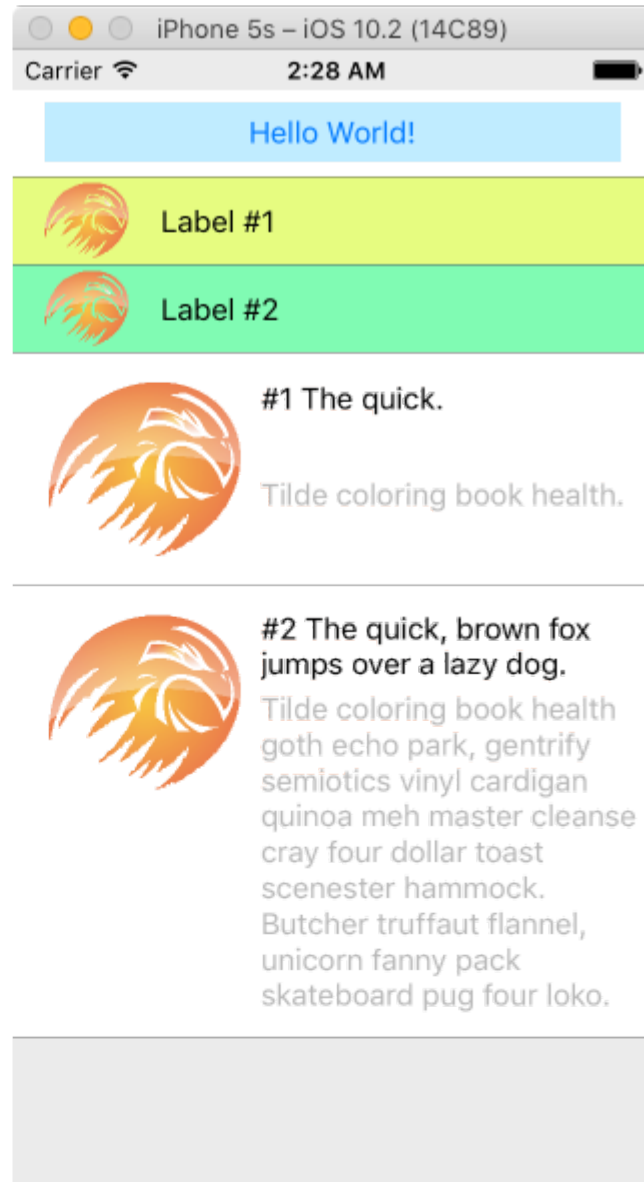 iPhone 5s – iOS 10.2 (14C89)
Carrier 2:28 AM
Hello World!
Label #1
Label #2
#1 The quick.
Tilde coloring book health.
#2 The quick, brown fox
jumps over a lazy dog.
Tilde coloring book health
goth echo park, gentrify
semiotics vinyl cardigan
quinoa meh master cleanse
cray four dollar toast
scenester hammock.
Butcher truffaut flannel,
unicorn fanny pack
skateboard pug four loko.